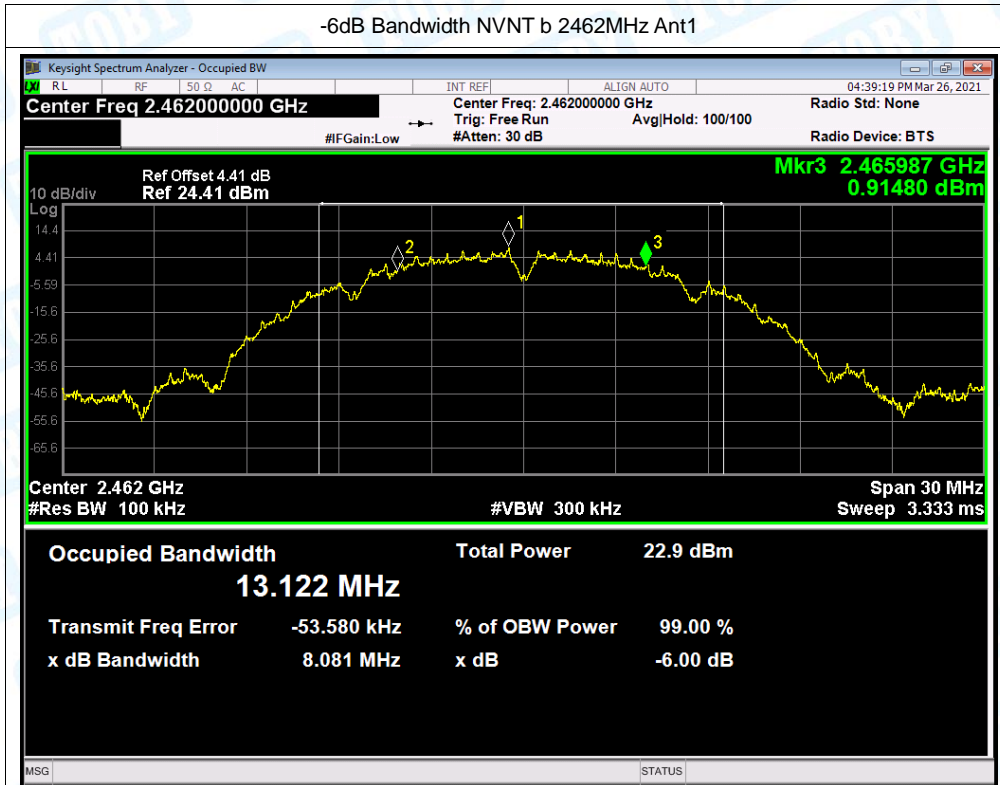 -6dB Bandwidth NVNT b 2462MHz Ant1
Keysight Spectrum Analyzer - Occupied BW
LXI RL RF 50 Ω AC INT REF ALIGN AUTO 04:39:19 PM Mar 26, 2021
Center Freq 2.462000000 GHz Center Freq: 2.462000000 GHz Radio Std: None
Trig: Free Run Avg|Hold: 100/100
#IFGain:Low #Atten: 30 dB Radio Device: BTS
Mkr3 2.465987 GHz
Ref Offset 4.41 dB
10 dB/div Ref 24.41 dBm 0.91480 dBm
Log
14.4
4.41
-5.59
-15.6
-25.6
-35.6
-45.6
-55.6
-65.6
1
2
3
Center 2.462 GHz Span 30 MHz
#Res BW 100 kHz #VBW 300 kHz Sweep 3.333 ms
Occupied Bandwidth Total Power 22.9 dBm
13.122 MHz
Transmit Freq Error -53.580 kHz % of OBW Power 99.00 %
x dB Bandwidth 8.081 MHz x dB -6.00 dB
MSG STATUS